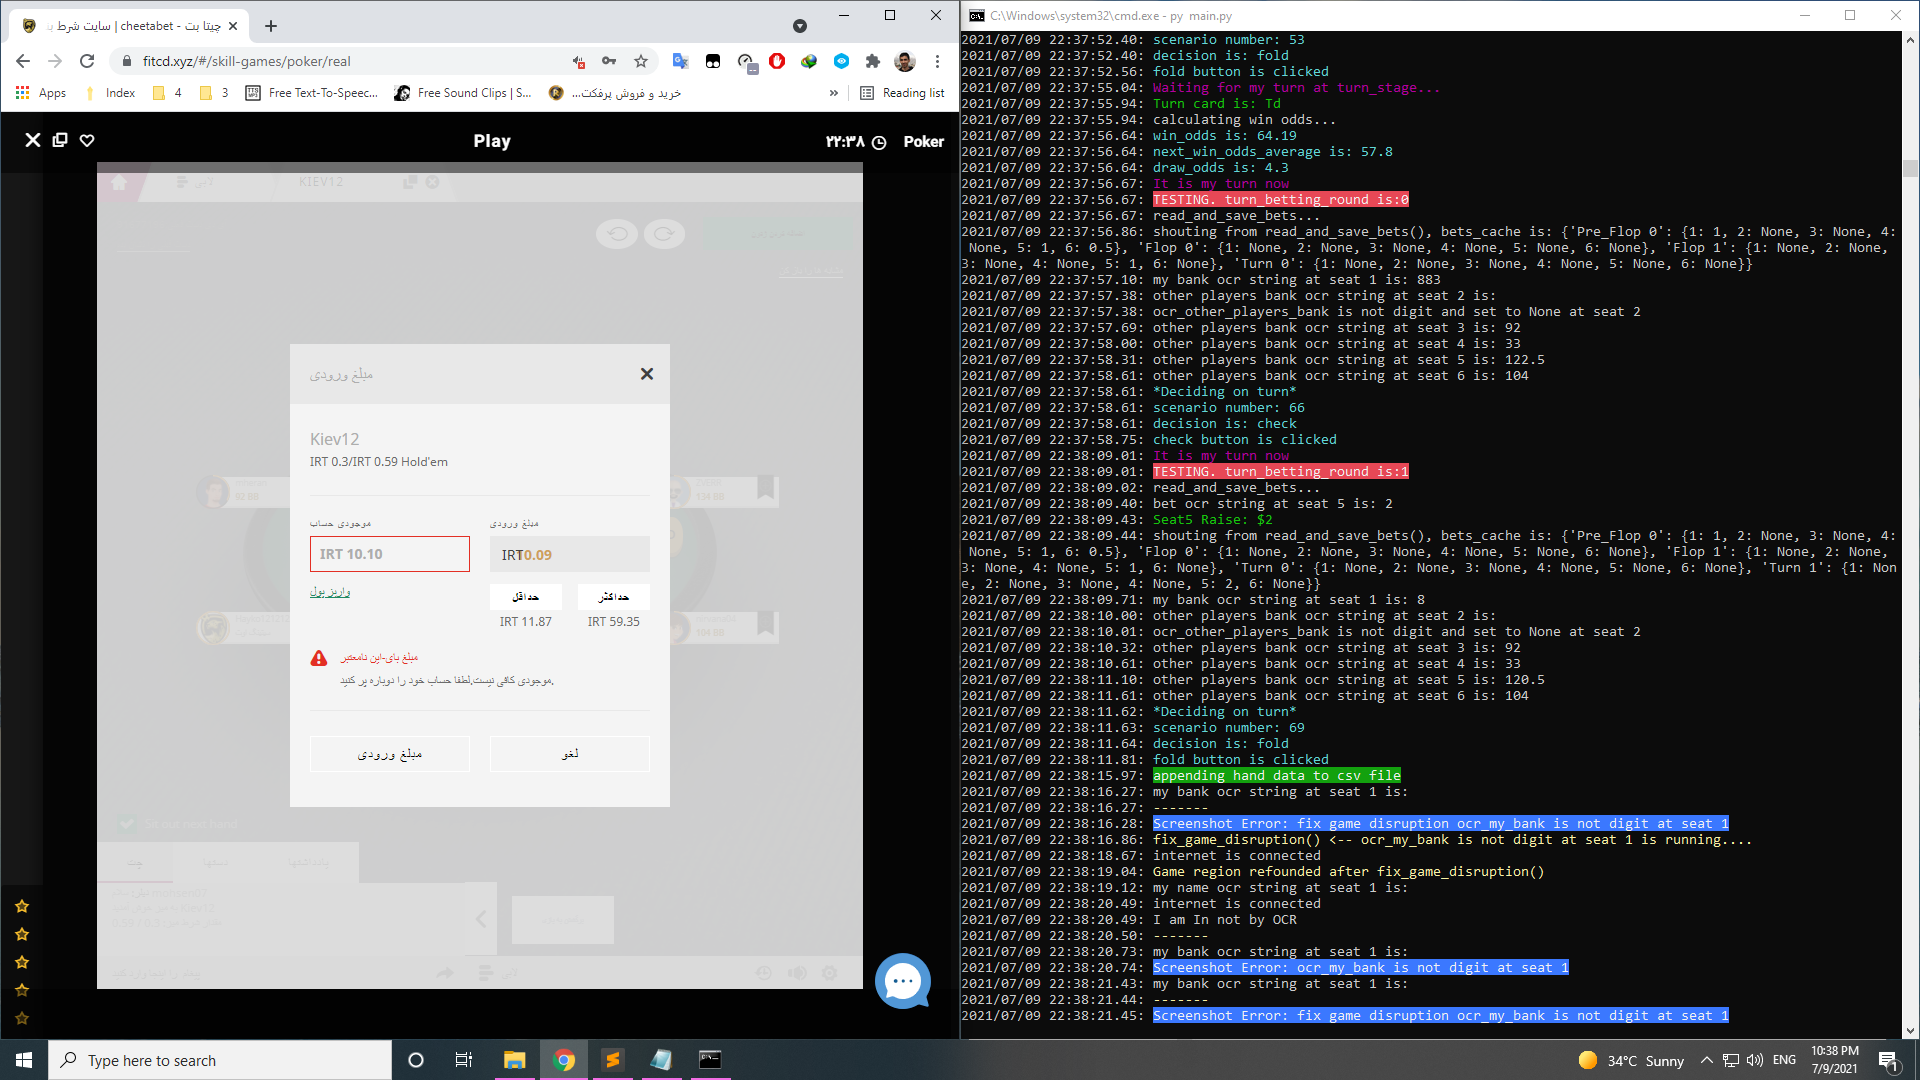 چیتا بت - cheetabet | سایت شرط
fitcd.xyz/#/skill-games/poker/real
Apps
Index
4
3
Free Text-To-Speec...
Free Sound Clips | S...
خرید و فروش پرفکت...
»
Reading list
Play
۲۲:۳۸
Poker
لابی
KIEV12
مبلغ ورودی
Kiev12
IRT 0.3/IRT 0.59 Hold'em
موجودی حساب
مبلغ ورودی
IRT 10.10
واریز پول
حداقل
حداکثر
IRT 11.87
IRT 59.35
مبلغ بای-این نامعتبر
موجودی کافی نیست.لطفا حساب خود را دوباره پر کنید.
مبلغ ورودی
لغو
Sit out next hand
چت
دستها
یادداشتها
لابی
C:\Windows\system32\cmd.exe - py  main.py
2021/07/09 22:37:52.40: scenario number: 53
2021/07/09 22:37:52.40: decision is: fold
2021/07/09 22:37:52.56: fold button is clicked
2021/07/09 22:37:55.04: Waiting for my turn at turn_stage...
2021/07/09 22:37:55.94: Turn card is: Td
2021/07/09 22:37:55.94: calculating win odds...
2021/07/09 22:37:56.64: win_odds is: 64.19
2021/07/09 22:37:56.64: next_win_odds_average is: 57.8
2021/07/09 22:37:56.64: draw_odds is: 4.3
2021/07/09 22:37:56.67: It is my turn now
2021/07/09 22:37:56.67: TESTING. turn_betting_round is:0
2021/07/09 22:37:56.67: read_and_save_bets...
2021/07/09 22:37:56.86: shouting from read_and_save_bets(), bets_cache is: {'Pre_Flop 0': {1: 1, 2: None, 3: None, 4:
 None, 5: 1, 6: 0.5}, 'Flop 0': {1: None, 2: None, 3: None, 4: None, 5: None, 6: None}, 'Flop 1': {1: None, 2: None,
3: None, 4: None, 5: 1, 6: None}, 'Turn 0': {1: None, 2: None, 3: None, 4: None, 5: None, 6: None}}
2021/07/09 22:37:57.10: my bank ocr string at seat 1 is: 883
2021/07/09 22:37:57.38: other players bank ocr string at seat 2 is:
2021/07/09 22:37:57.38: ocr_other_players_bank is not digit and set to None at seat 2
2021/07/09 22:37:57.69: other players bank ocr string at seat 3 is: 92
2021/07/09 22:37:58.00: other players bank ocr string at seat 4 is: 33
2021/07/09 22:37:58.31: other players bank ocr string at seat 5 is: 122.5
2021/07/09 22:37:58.61: other players bank ocr string at seat 6 is: 104
2021/07/09 22:37:58.61: *Deciding on turn*
2021/07/09 22:37:58.61: scenario number: 66
2021/07/09 22:37:58.61: decision is: check
2021/07/09 22:37:58.75: check button is clicked
2021/07/09 22:38:09.01: It is my turn now
2021/07/09 22:38:09.01: TESTING. turn_betting_round is:1
2021/07/09 22:38:09.02: read_and_save_bets...
2021/07/09 22:38:09.40: bet ocr string at seat 5 is: 2
2021/07/09 22:38:09.43: Seat5 Raise: $2
2021/07/09 22:38:09.44: shouting from read_and_save_bets(), bets_cache is: {'Pre_Flop 0': {1: 1, 2: None, 3: None, 4:
 None, 5: 1, 6: 0.5}, 'Flop 0': {1: None, 2: None, 3: None, 4: None, 5: None, 6: None}, 'Flop 1': {1: None, 2: None,
3: None, 4: None, 5: 1, 6: None}, 'Turn 0': {1: None, 2: None, 3: None, 4: None, 5: None, 6: None}, 'Turn 1': {1: Non
e, 2: None, 3: None, 4: None, 5: 2, 6: None}}
2021/07/09 22:38:09.71: my bank ocr string at seat 1 is: 8
2021/07/09 22:38:10.00: other players bank ocr string at seat 2 is:
2021/07/09 22:38:10.01: ocr_other_players_bank is not digit and set to None at seat 2
2021/07/09 22:38:10.32: other players bank ocr string at seat 3 is: 92
2021/07/09 22:38:10.61: other players bank ocr string at seat 4 is: 33
2021/07/09 22:38:11.10: other players bank ocr string at seat 5 is: 120.5
2021/07/09 22:38:11.61: other players bank ocr string at seat 6 is: 104
2021/07/09 22:38:11.62: *Deciding on turn*
2021/07/09 22:38:11.63: scenario number: 69
2021/07/09 22:38:11.64: decision is: fold
2021/07/09 22:38:11.81: fold button is clicked
2021/07/09 22:38:15.97: appending hand data to csv file
2021/07/09 22:38:16.27: my bank ocr string at seat 1 is:
2021/07/09 22:38:16.27: -------
2021/07/09 22:38:16.28: Screenshot Error: fix game disruption ocr_my_bank is not digit at seat 1
2021/07/09 22:38:16.86: fix_game_disruption() <-- ocr_my_bank is not digit at seat 1 is running....
2021/07/09 22:38:18.67: internet is connected
2021/07/09 22:38:19.04: Game region refounded after fix_game_disruption()
2021/07/09 22:38:19.12: my name ocr string at seat 1 is:
2021/07/09 22:38:20.49: internet is connected
2021/07/09 22:38:20.49: I am In not by OCR
2021/07/09 22:38:20.50: -------
2021/07/09 22:38:20.73: my bank ocr string at seat 1 is:
2021/07/09 22:38:20.74: Screenshot Error: ocr_my_bank is not digit at seat 1
2021/07/09 22:38:21.43: my bank ocr string at seat 1 is:
2021/07/09 22:38:21.44: -------
2021/07/09 22:38:21.45: Screenshot Error: fix game disruption ocr_my_bank is not digit at seat 1
Type here to search
34°C Sunny
ENG
10:38 PM
7/9/2021
1